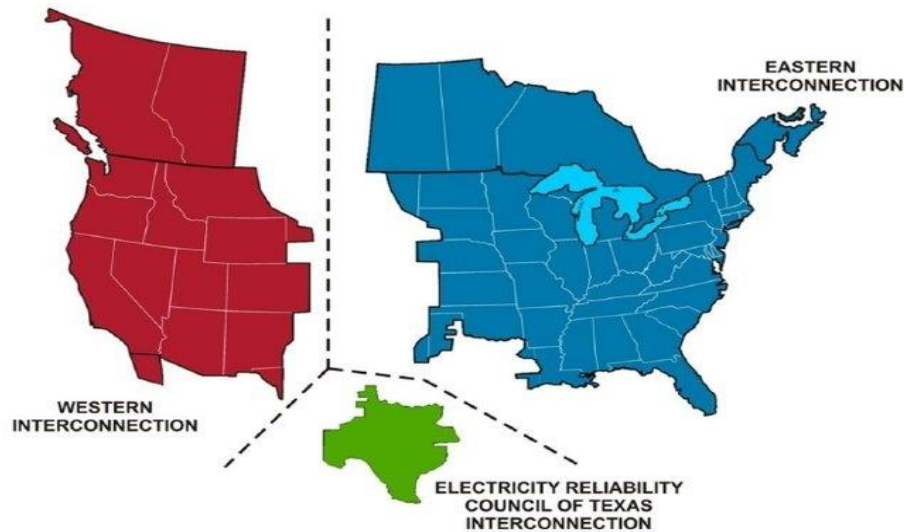 EASTERN
INTERCONNECTION
WESTERN
INTERCONNECTION
ELECTRICITY RELIABILITY
COUNCIL OF TEXAS
INTERCONNECTION